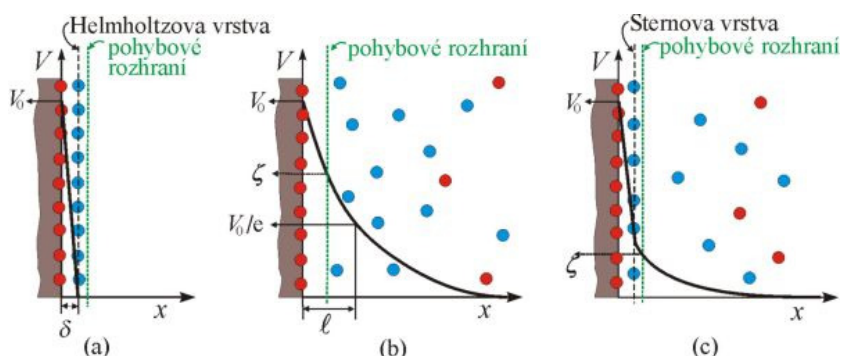 Helmholtzova vrstva
pohybové
rozhraní
V
V₀
δ
x
(a)
pohybové
rozhraní
V
V₀
ζ
V₀/e
ℓ
x
(b)
Sternova vrstva
pohybové rozhraní
V
V₀
ζ
x
(c)